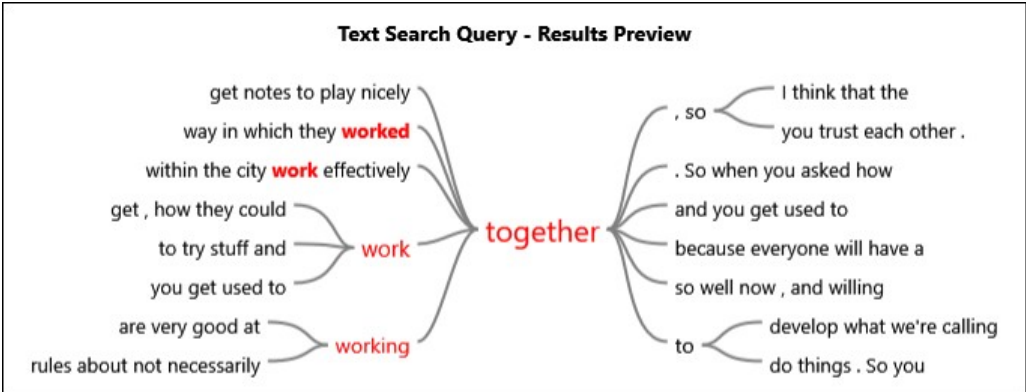 Text Search Query - Results Preview
get notes to play nicely
way in which they worked
within the city work effectively
get , how they could
to try stuff and
you get used to
work
are very good at
rules about not necessarily
working
together
, so
I think that the
you trust each other .
. So when you asked how
and you get used to
because everyone will have a
so well now , and willing
to
develop what we're calling
do things . So you